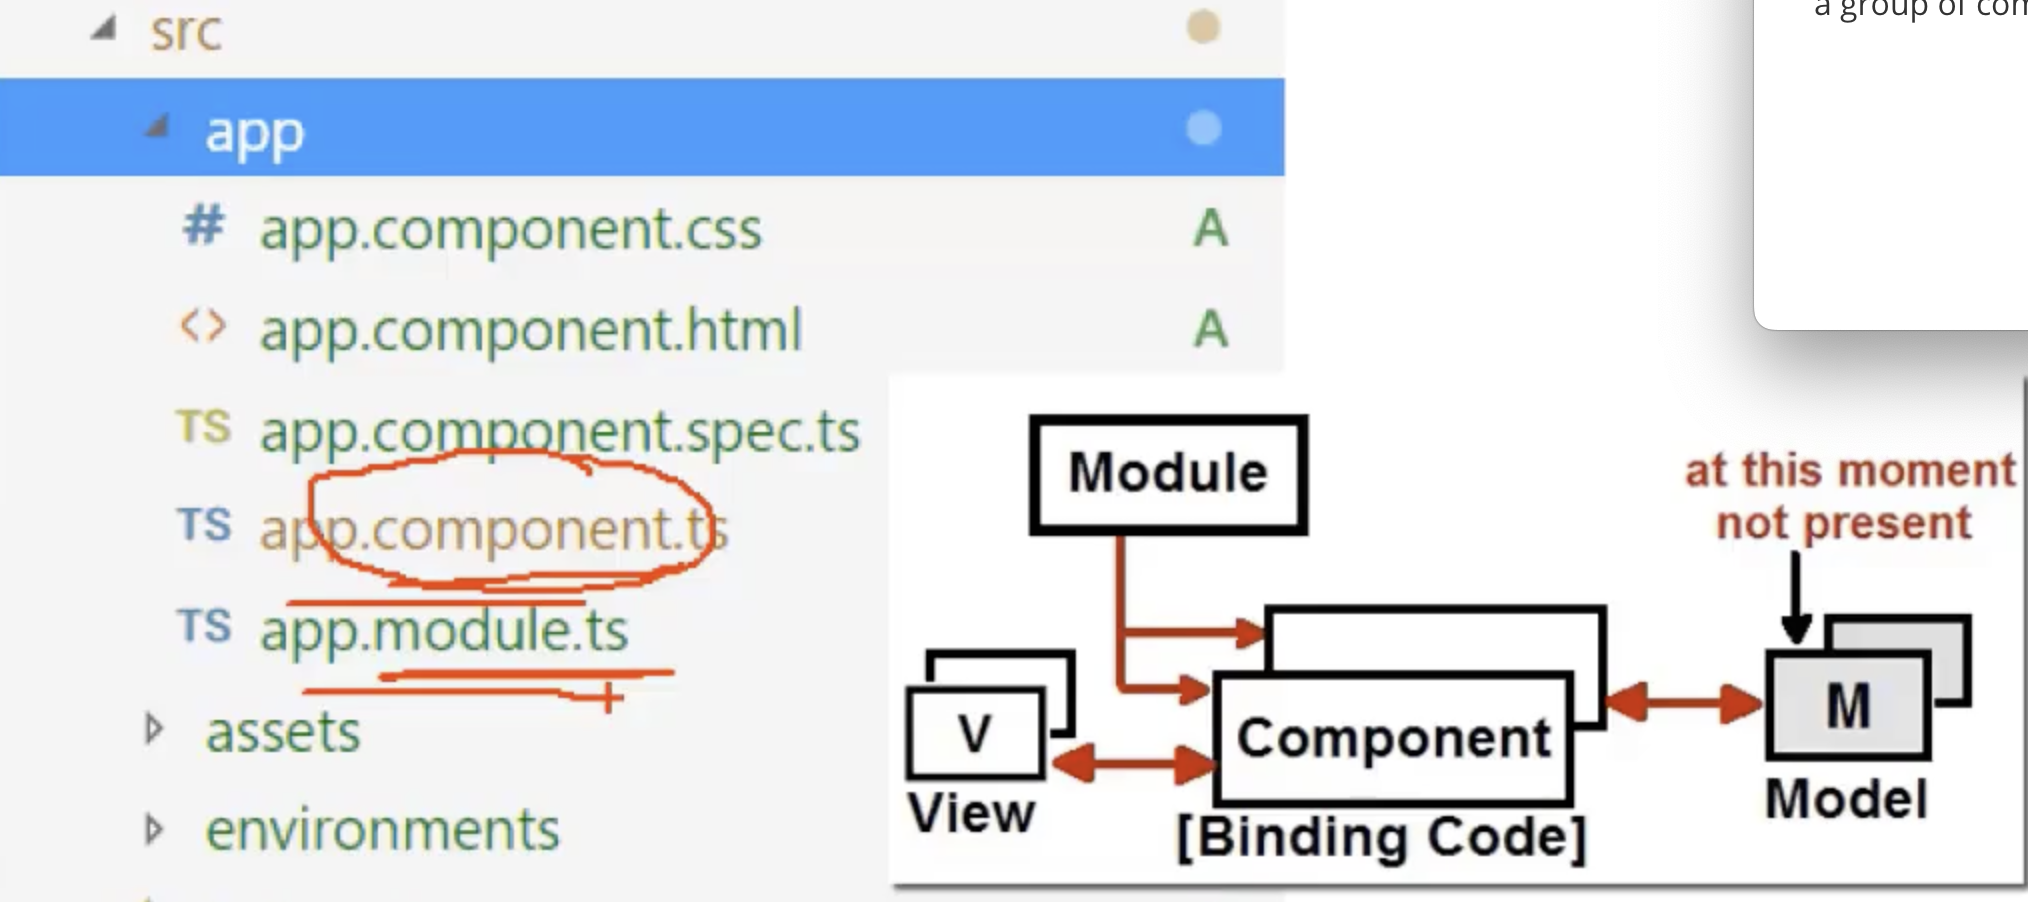 a group of com
src
app
# app.component.css A
<> app.component.html A
TS app.component.spec.ts
TS app.component.ts
TS app.module.ts
assets
environments
Module
at this moment
not present
V
View
Component
[Binding Code]
M
Model